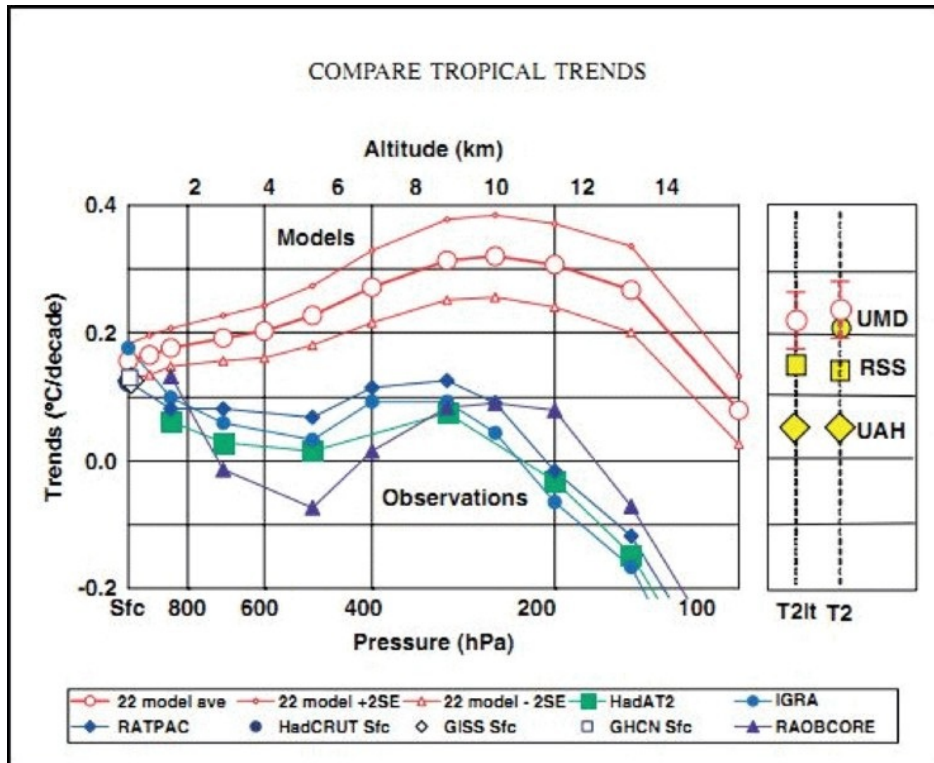 COMPARE TROPICAL TRENDS
Altitude (km)
2 4 6 8 10 12 14
0.4
Models
0.2
Trends (ºC/decade)
0.0
Observations
-0.2
Sfc 800 600 400 200 100
Pressure (hPa)
UMD
RSS
UAH
T2lt T2
22 model ave 22 model +2SE 22 model - 2SE HadAT2 IGRA
RATPAC HadCRUT Sfc GISS Sfc GHCN Sfc RAOBCORE